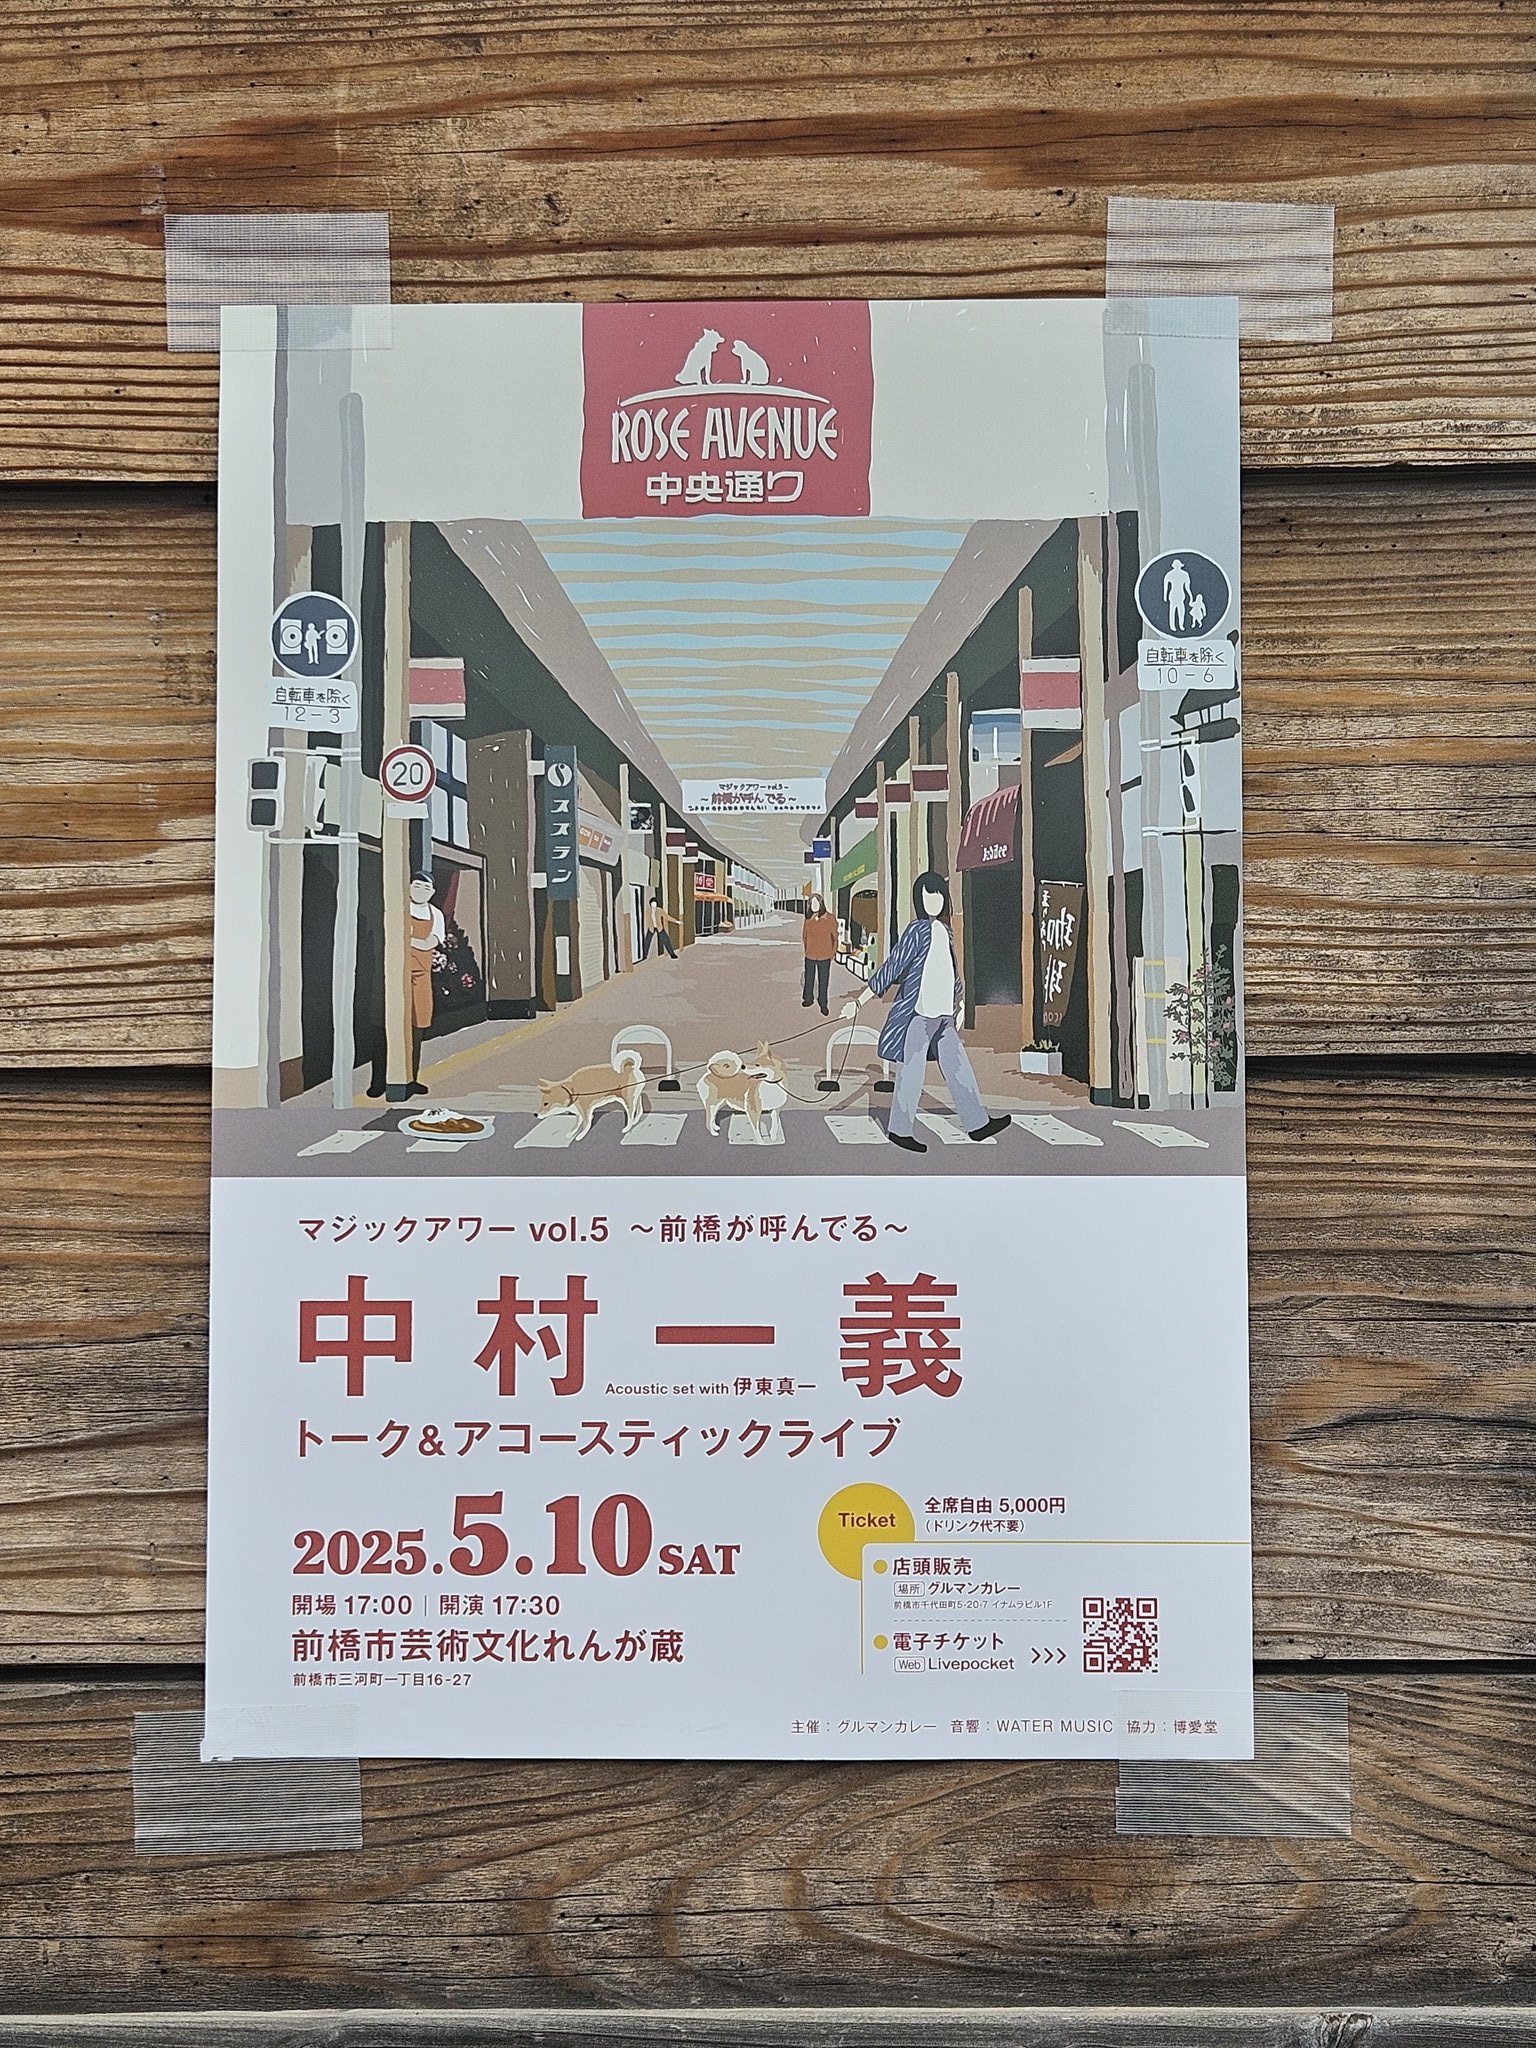 ROSE AVENUE
中央通り
自転車を除く
12-3
自転車を除く
10-6
20
スズラン
マジックアワー vol.5
～前橋が呼んでる～
珈琲
マジックアワー vol.5 ～前橋が呼んでる～
中村一義
Acoustic set with 伊東真一
トーク&アコースティックライブ
2025.5.10 SAT
開場 17:00 | 開演 17:30
前橋市芸術文化れんが蔵
前橋市三河町一丁目16-27
Ticket
全席自由 5,000円
（ドリンク代不要）
店頭販売
場所 グルマンカレー
前橋市千代田町5-20-7 イナムラビル1F
電子チケット
Web Livepocket >>>
主催：グルマンカレー 音響：WATER MUSIC 協力：博愛堂